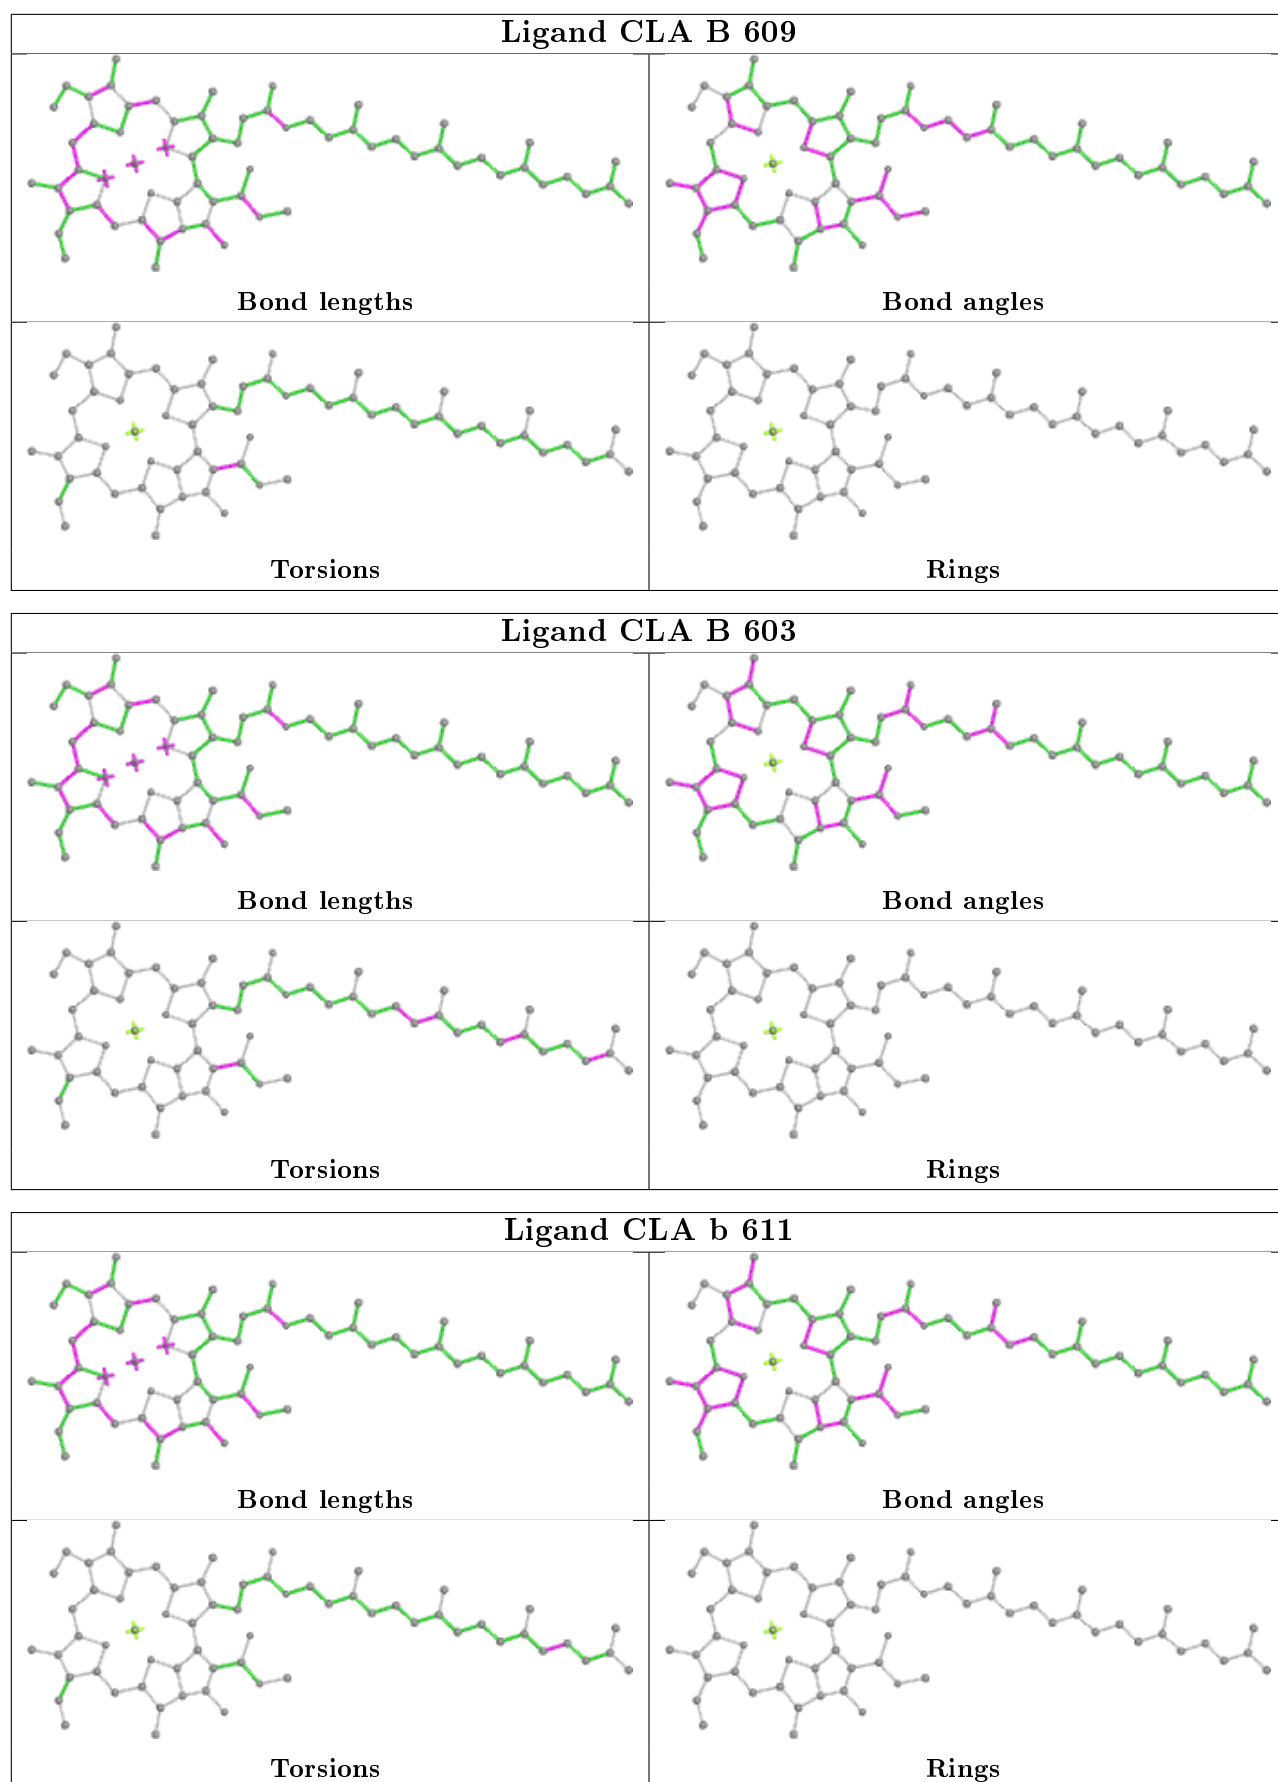 Ligand CLA B 609
Bond lengths
Bond angles
Torsions
Rings
Ligand CLA B 603
Bond lengths
Bond angles
Torsions
Rings
Ligand CLA b 611
Bond lengths
Bond angles
Torsions
Rings